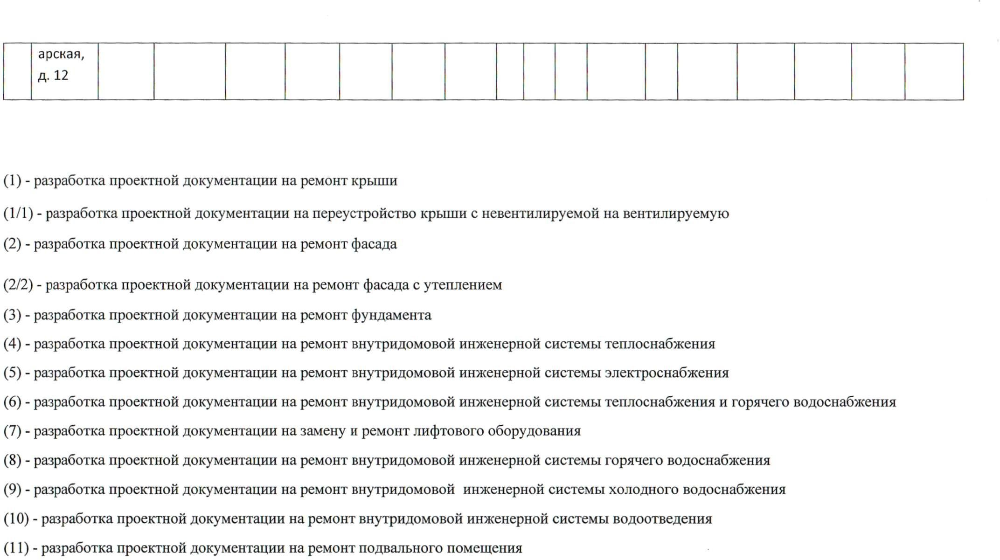 арская,
д. 12
(1) - разработка проектной документации на ремонт крыши
(1/1) - разработка проектной документации на переустройство крыши с невентилируемой на вентилируемую
(2) - разработка проектной документации на ремонт фасада
(2/2) - разработка проектной документации на ремонт фасада с утеплением
(3) - разработка проектной документации на ремонт фундамента
(4) - разработка проектной документации на ремонт внутридомовой инженерной системы теплоснабжения
(5) - разработка проектной документации на ремонт внутридомовой инженерной системы электроснабжения
(6) - разработка проектной документации на ремонт внутридомовой инженерной системы теплоснабжения и горячего водоснабжения
(7) - разработка проектной документации на замену и ремонт лифтового оборудования
(8) - разработка проектной документации на ремонт внутридомовой инженерной системы горячего водоснабжения
(9) - разработка проектной документации на ремонт внутридомовой  инженерной системы холодного водоснабжения
(10) - разработка проектной документации на ремонт внутридомовой инженерной системы водоотведения
(11) - разработка проектной документации на ремонт подвального помещения